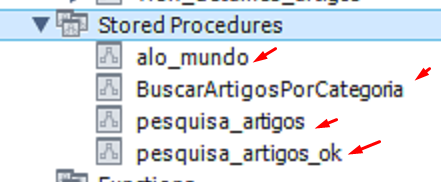 Stored Procedures
alo_mundo
BuscarArtigosPorCategoria
pesquisa_artigos
pesquisa_artigos_ok